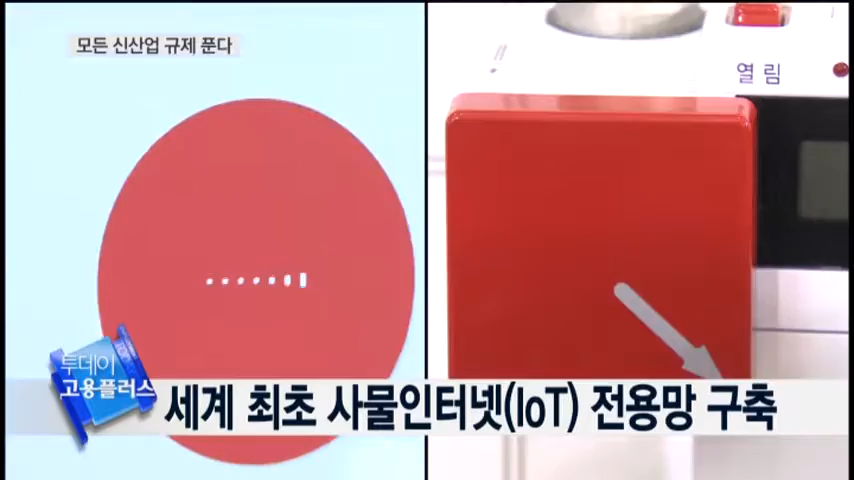 모든 신산업 규제 푼다
열림
투데이
고용플러스
세계 최초 사물인터넷(IoT) 전용망 구축